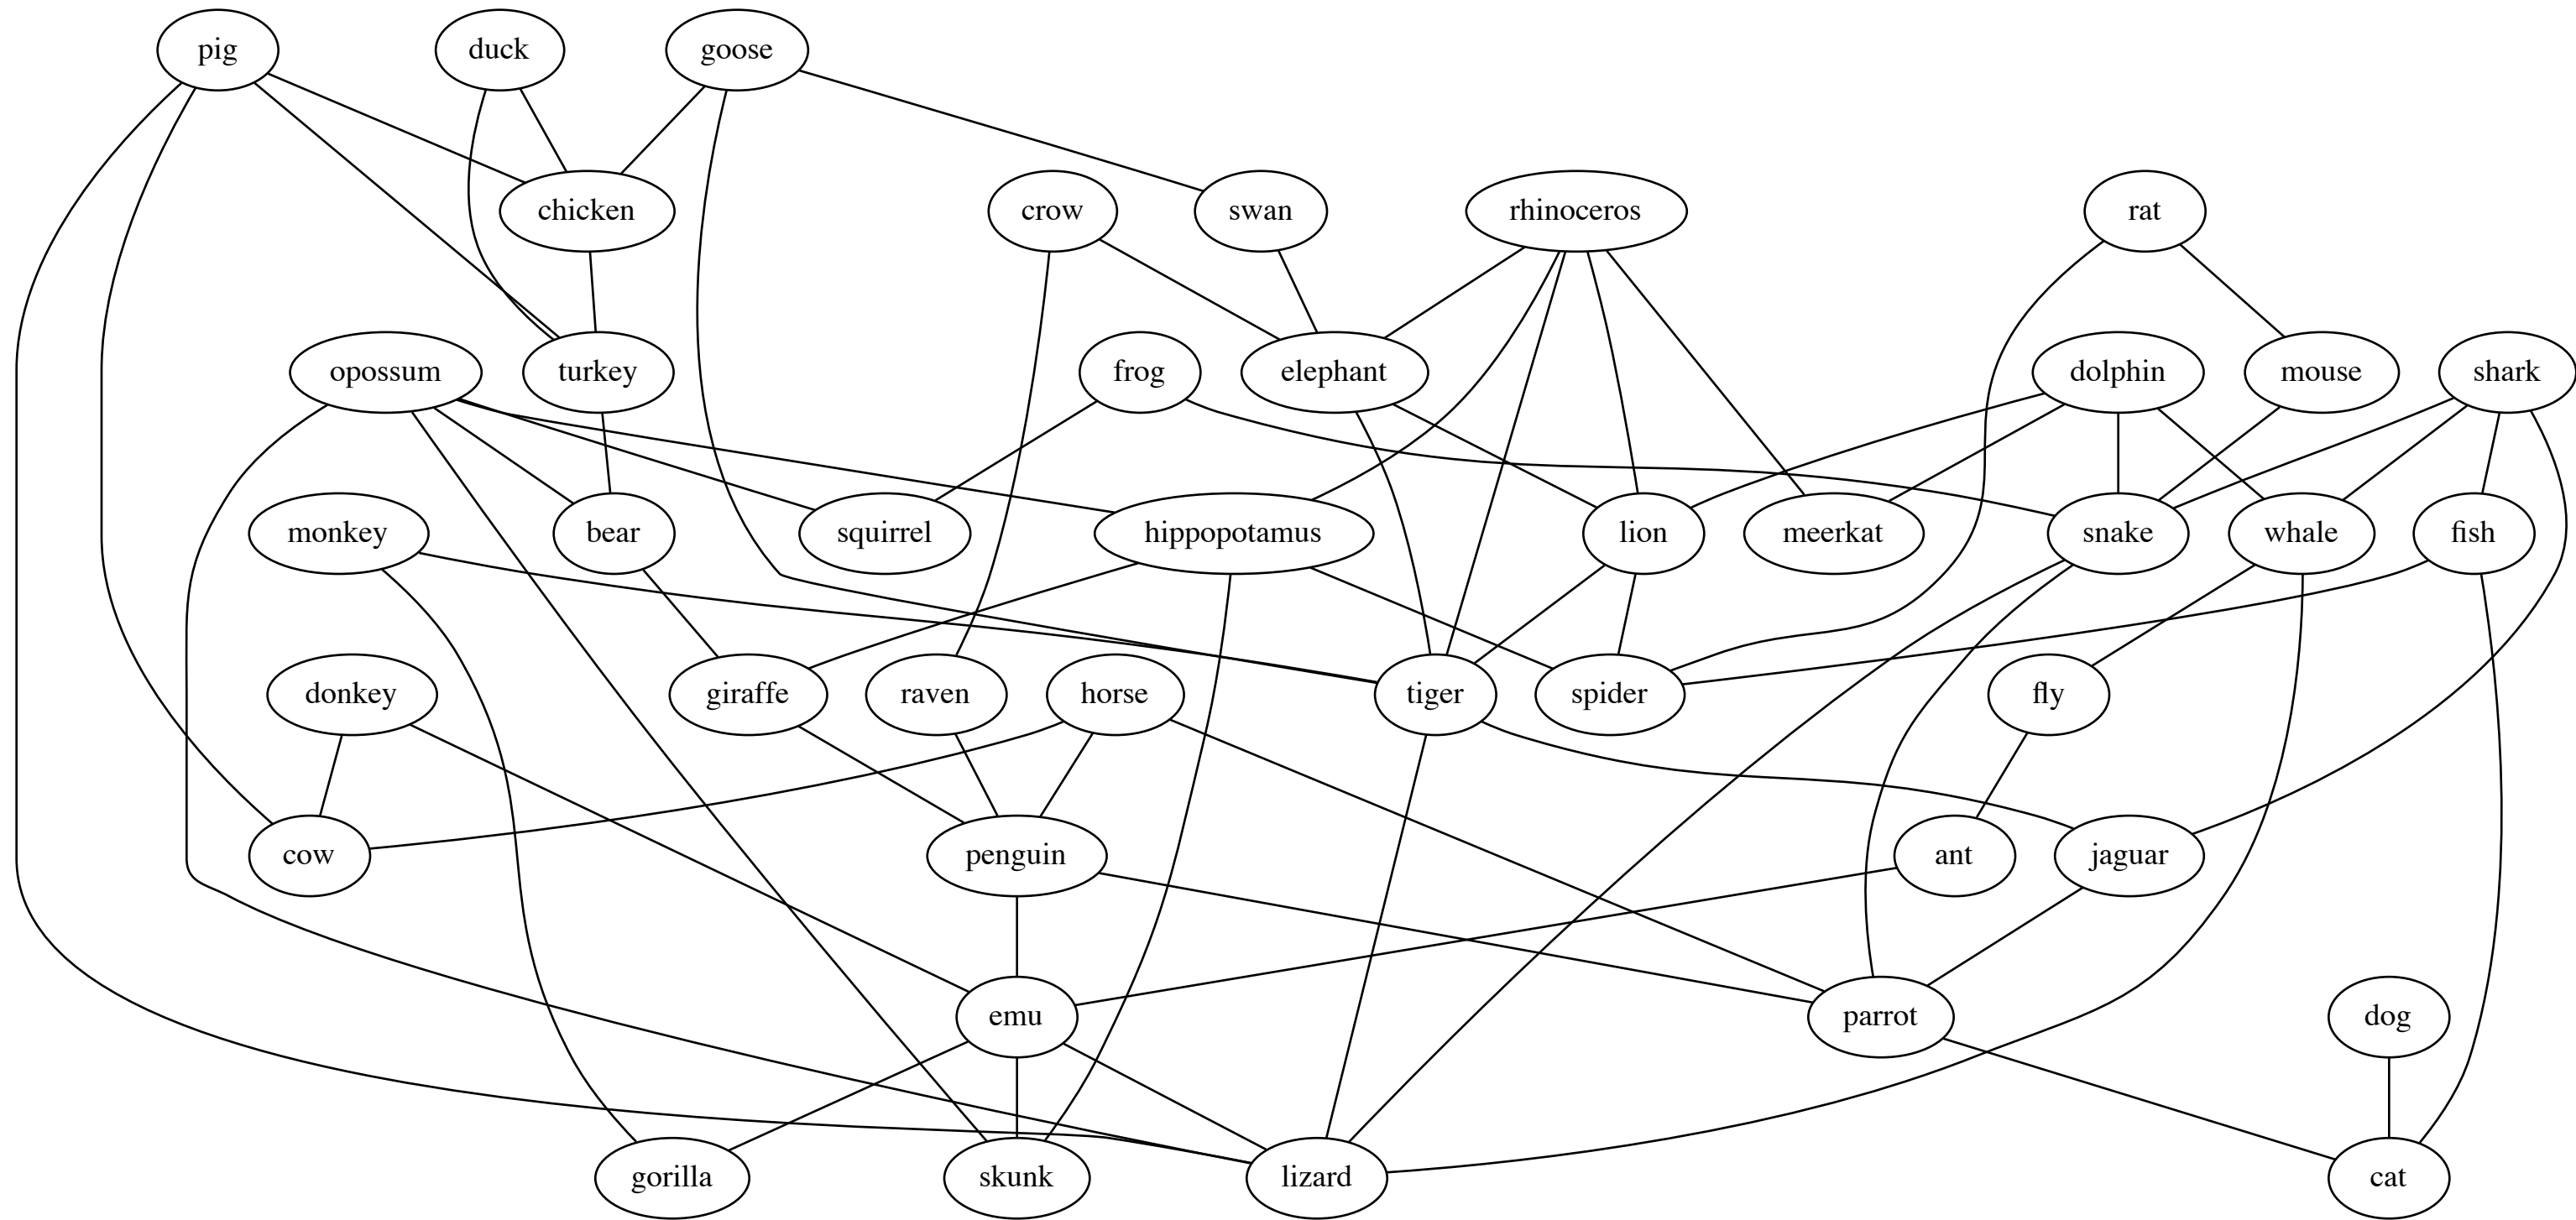 pig
duck
goose
chicken
crow
swan
rhinoceros
rat
opossum
turkey
frog
elephant
dolphin
mouse
shark
monkey
bear
squirrel
hippopotamus
lion
meerkat
snake
whale
fish
donkey
giraffe
raven
horse
tiger
spider
fly
cow
penguin
ant
jaguar
emu
parrot
dog
gorilla
skunk
lizard
cat